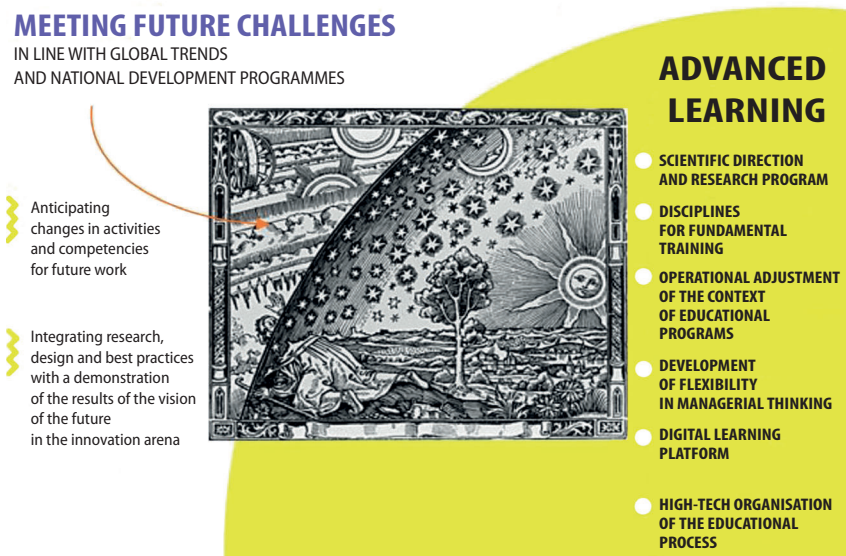 MEETING FUTURE CHALLENGES
IN LINE WITH GLOBAL TRENDS
AND NATIONAL DEVELOPMENT PROGRAMMES
Anticipating
changes in activities
and competencies
for future work
Integrating research,
design and best practices
with a demonstration
of the results of the vision
of the future
in the innovation arena
ADVANCED
LEARNING
SCIENTIFIC DIRECTION
AND RESEARCH PROGRAM
DISCIPLINES
FOR FUNDAMENTAL
TRAINING
OPERATIONAL ADJUSTMENT
OF THE CONTEXT
OF EDUCATIONAL
PROGRAMS
DEVELOPMENT
OF FLEXIBILITY
IN MANAGERIAL THINKING
DIGITAL LEARNING
PLATFORM
HIGH-TECH ORGANISATION
OF THE EDUCATIONAL
PROCESS